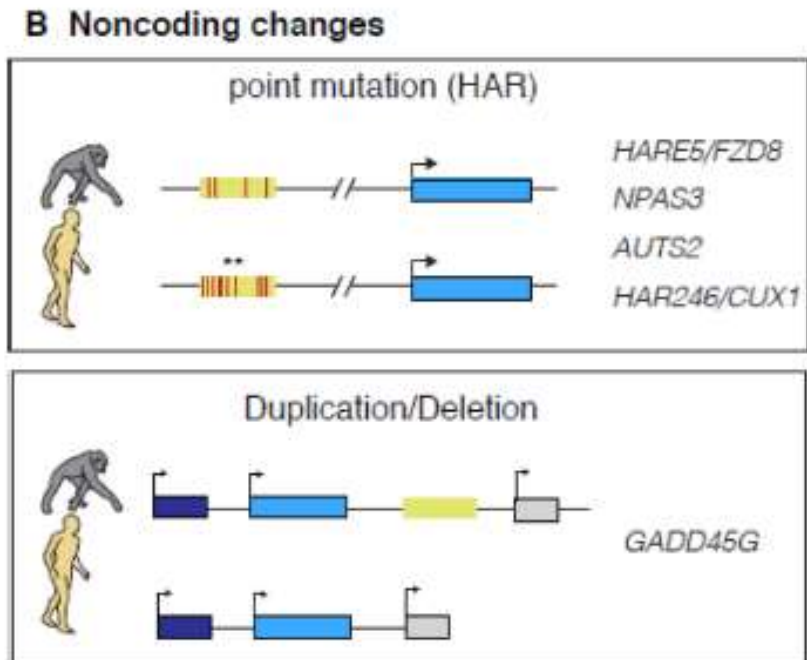 B Noncoding changes
point mutation (HAR)
HARE5/FZD8
NPAS3
AUTS2
**
HAR246/CUX1
Duplication/Deletion
GADD45G